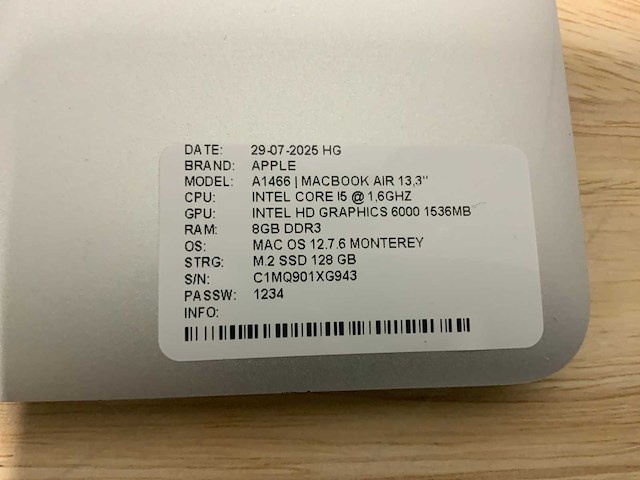 DATE: 29-07-2025 HG
BRAND: APPLE
MODEL: A1466 | MACBOOK AIR 13,3"
CPU: INTEL CORE I5 @ 1,6GHZ
GPU: INTEL HD GRAPHICS 6000 1536MB
RAM: 8GB DDR3
OS: MAC OS 12.7.6 MONTEREY
STRG: M.2 SSD 128 GB
S/N: C1MQ901XG943
PASSW: 1234
INFO: